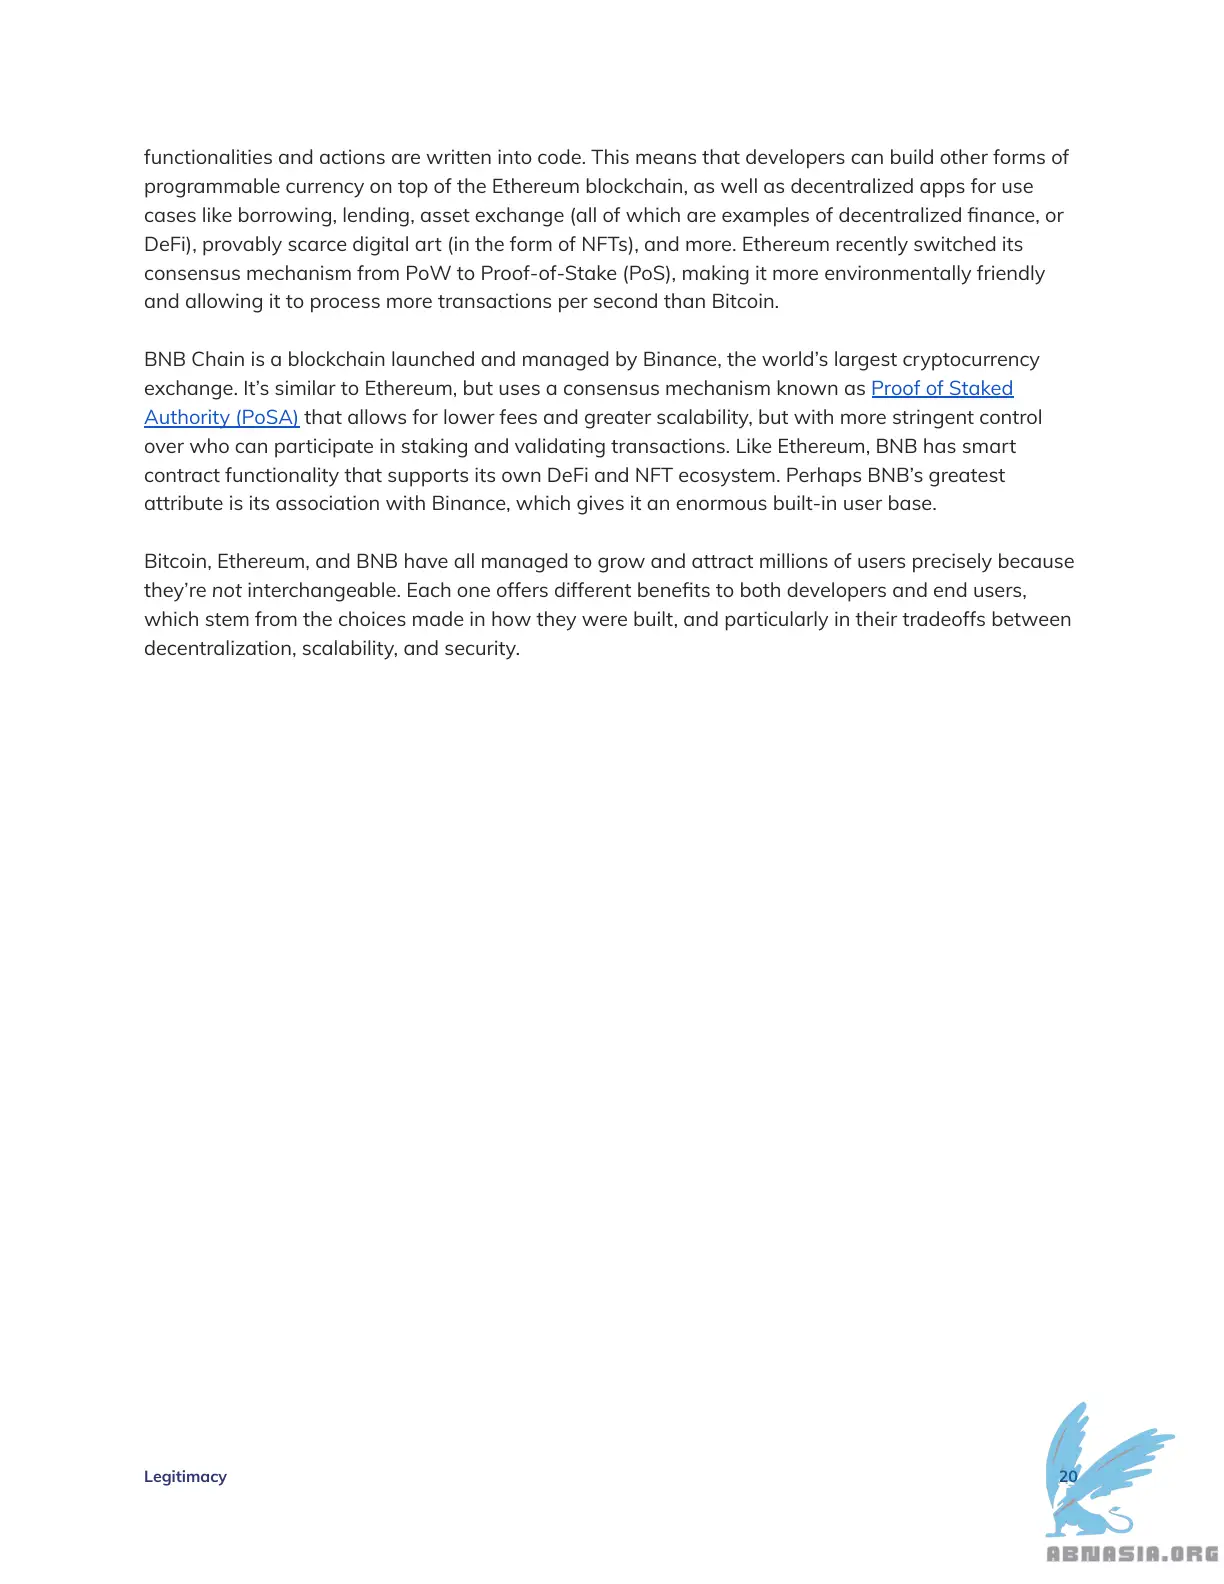 functionalities and actions are written into code. This means that developers can build other forms of
programmable currency on top of the Ethereum blockchain, as well as decentralized apps for use
cases like borrowing, lending, asset exchange (all of which are examples of decentralized finance, or
DeFi), provably scarce digital art (in the form of NFTs), and more. Ethereum recently switched its
consensus mechanism from PoW to Proof-of-Stake (PoS), making it more environmentally friendly
and allowing it to process more transactions per second than Bitcoin.
BNB Chain is a blockchain launched and managed by Binance, the world’s largest cryptocurrency
exchange. It’s similar to Ethereum, but uses a consensus mechanism known as Proof of Staked
Authority (PoSA) that allows for lower fees and greater scalability, but with more stringent control
over who can participate in staking and validating transactions. Like Ethereum, BNB has smart
contract functionality that supports its own DeFi and NFT ecosystem. Perhaps BNB’s greatest
attribute is its association with Binance, which gives it an enormous built-in user base.
Bitcoin, Ethereum, and BNB have all managed to grow and attract millions of users precisely because
they’re not interchangeable. Each one offers different benefits to both developers and end users,
which stem from the choices made in how they were built, and particularly in their tradeoffs between
decentralization, scalability, and security.
Legitimacy
20
ABNASIA.ORG